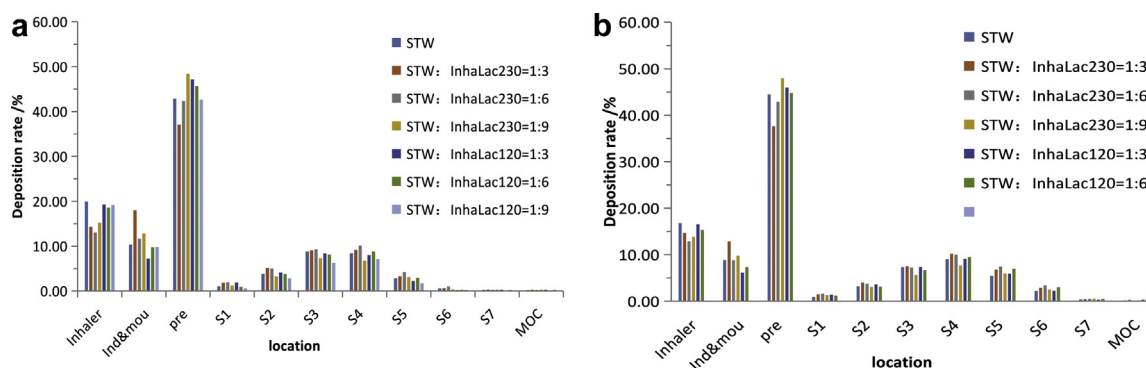 a
Deposition rate /%
60.00
50.00
40.00
30.00
20.00
10.00
0.00
STW
STW：InhaLac230=1:3
STW：InhaLac230=1:6
STW：InhaLac230=1:9
STW：InhaLac120=1:3
STW：InhaLac120=1:6
STW：InhaLac120=1:9
Inhaler
Ind&mou
pre
S1
S2
S3
S4
S5
S6
S7
MOC
location
b
Deposition rate /%
60.00
50.00
40.00
30.00
20.00
10.00
0.00
STW
STW：InhaLac230=1:3
STW：InhaLac230=1:6
STW：InhaLac230=1:9
STW：InhaLac120=1:3
STW：InhaLac120=1:6
Inhaler
Ind&mou
pre
S1
S2
S3
S4
S5
S6
S7
MOC
location